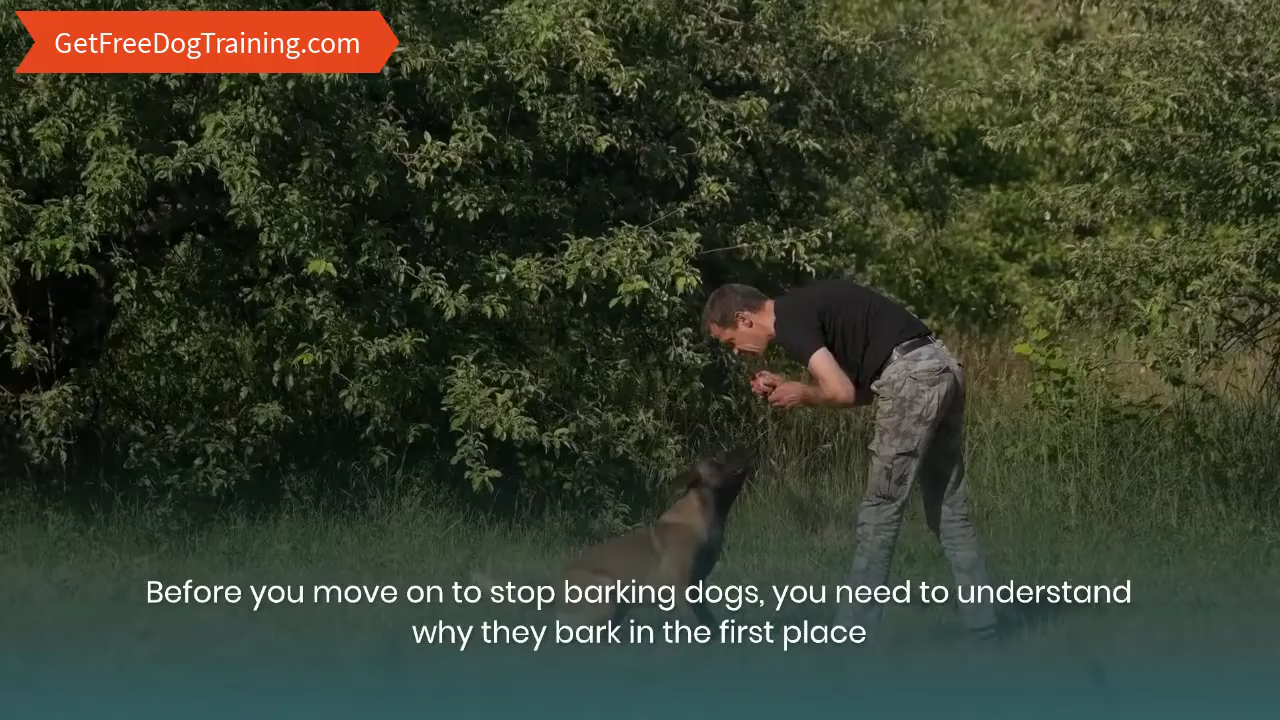 GetFreeDogTraining.com
Before you move on to stop barking dogs, you need to understand
why they bark in the first place